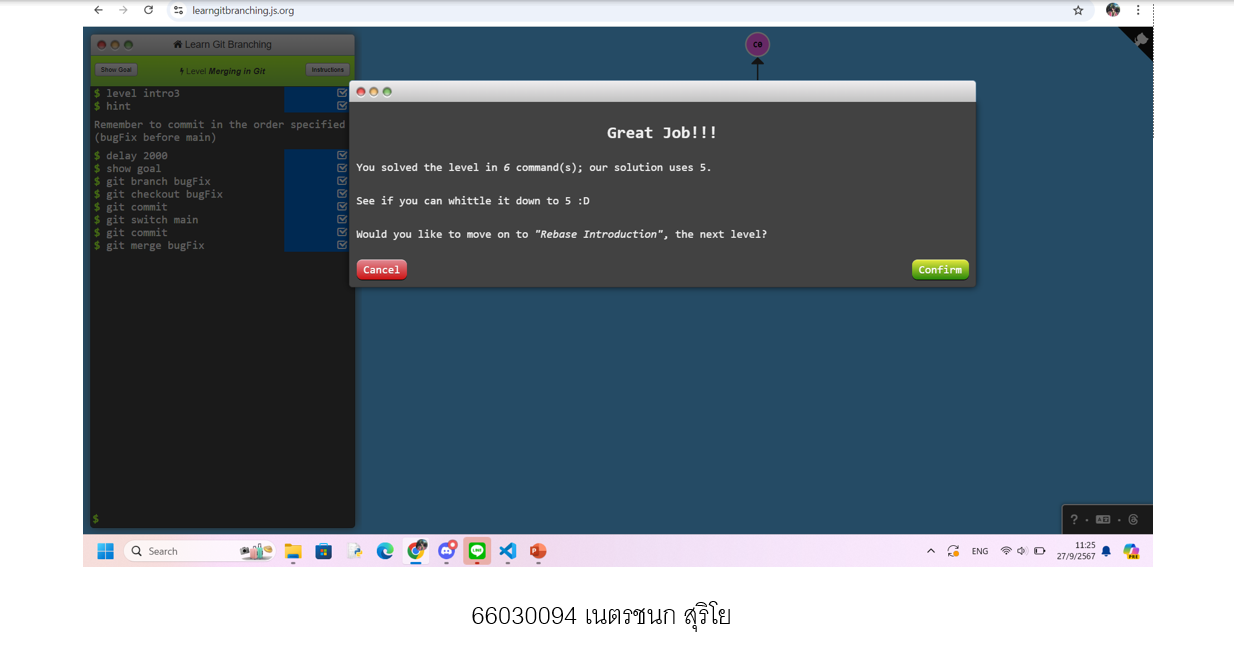 learngitbranching.js.org
C0
Learn Git Branching
Show Goal
Level Merging in Git
Instructions
$ level intro3
$ hint
Remember to commit in the order specified
(bugFix before main)
$ delay 2000
$ show goal
$ git branch bugFix
$ git checkout bugFix
$ git commit
$ git switch main
$ git commit
$ git merge bugFix
$
Great Job!!!
You solved the level in 6 command(s); our solution uses 5.
See if you can whittle it down to 5 :D
Would you like to move on to "Rebase Introduction", the next level?
Cancel
Confirm
?
Search
ENG
11:25
27/9/2567
66030094 เนตรชนก สุริโย